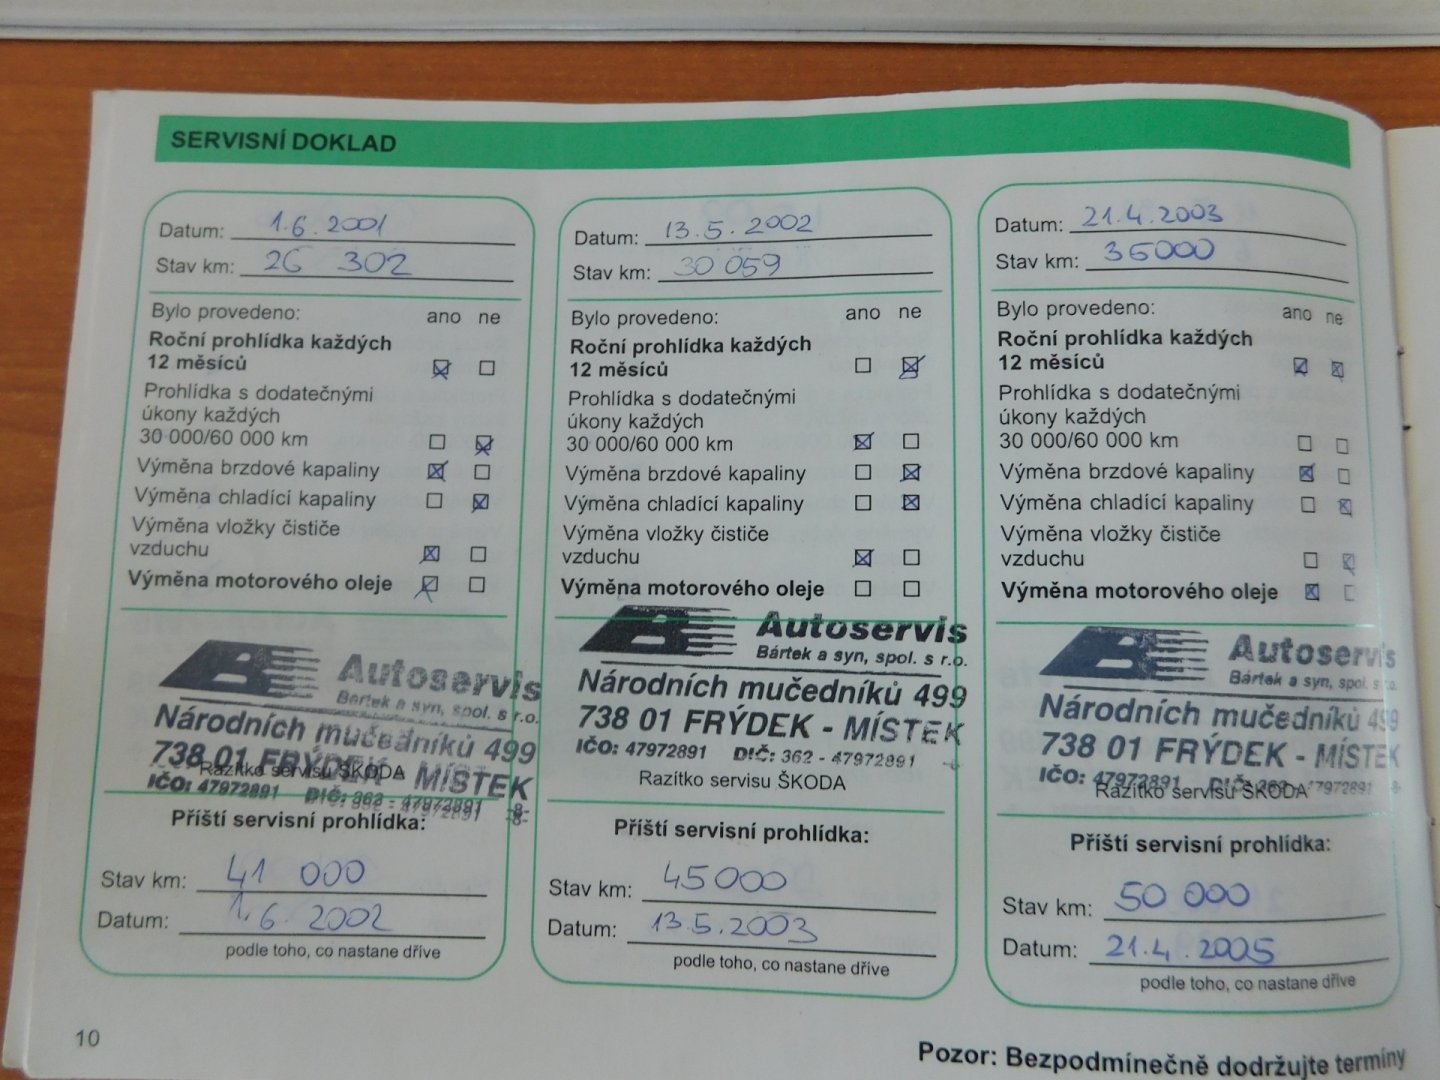 SERVISNÍ DOKLAD
Datum: 1.6.2001
Stav km: 26 302
Bylo provedeno: ano ne
Roční prohlídka každých
12 měsíců
Prohlídka s dodatečnými
úkony každých
30 000/60 000 km
Výměna brzdové kapaliny
Výměna chladící kapaliny
Výměna vložky čističe
vzduchu
Výměna motorového oleje
B Autoservis
Bártek a syn, spol. s r.o.
Národních mučedníků 499
738 01 FRÝDEK - MÍSTEK
Razítko servisu ŠKODA
IČO: 47972891 DIČ: 362 - 47972891 -8-
Příští servisní prohlídka:
Stav km: 41 000
Datum: 1.6.2002
podle toho, co nastane dříve
Datum: 13.5.2002
Stav km: 30 059
Bylo provedeno: ano ne
Roční prohlídka každých
12 měsíců
Prohlídka s dodatečnými
úkony každých
30 000/60 000 km
Výměna brzdové kapaliny
Výměna chladící kapaliny
Výměna vložky čističe
vzduchu
Výměna motorového oleje
B Autoservis
Bártek a syn, spol. s r.o.
Národních mučedníků 499
738 01 FRÝDEK - MÍSTEK
IČO: 47972891 DIČ: 362 - 47972891
Razítko servisu ŠKODA
Příští servisní prohlídka:
Stav km: 45000
Datum: 13.5.2003
podle toho, co nastane dříve
Datum: 21.4.2003
Stav km: 35000
Bylo provedeno: ano ne
Roční prohlídka každých
12 měsíců
Prohlídka s dodatečnými
úkony každých
30 000/60 000 km
Výměna brzdové kapaliny
Výměna chladící kapaliny
Výměna vložky čističe
vzduchu
Výměna motorového oleje
B Autoservis
Bártek a syn, spol. s r.o.
Národních mučedníků 499
738 01 FRÝDEK - MÍSTEK
IČO: 47972891 DIČ: 362 - 47972891 -8-
Razítko servisu ŠKODA
Příští servisní prohlídka:
Stav km: 50 000
Datum: 21.4.2005
podle toho, co nastane dříve
10
Pozor: Bezpodmínečně dodržujte termíny